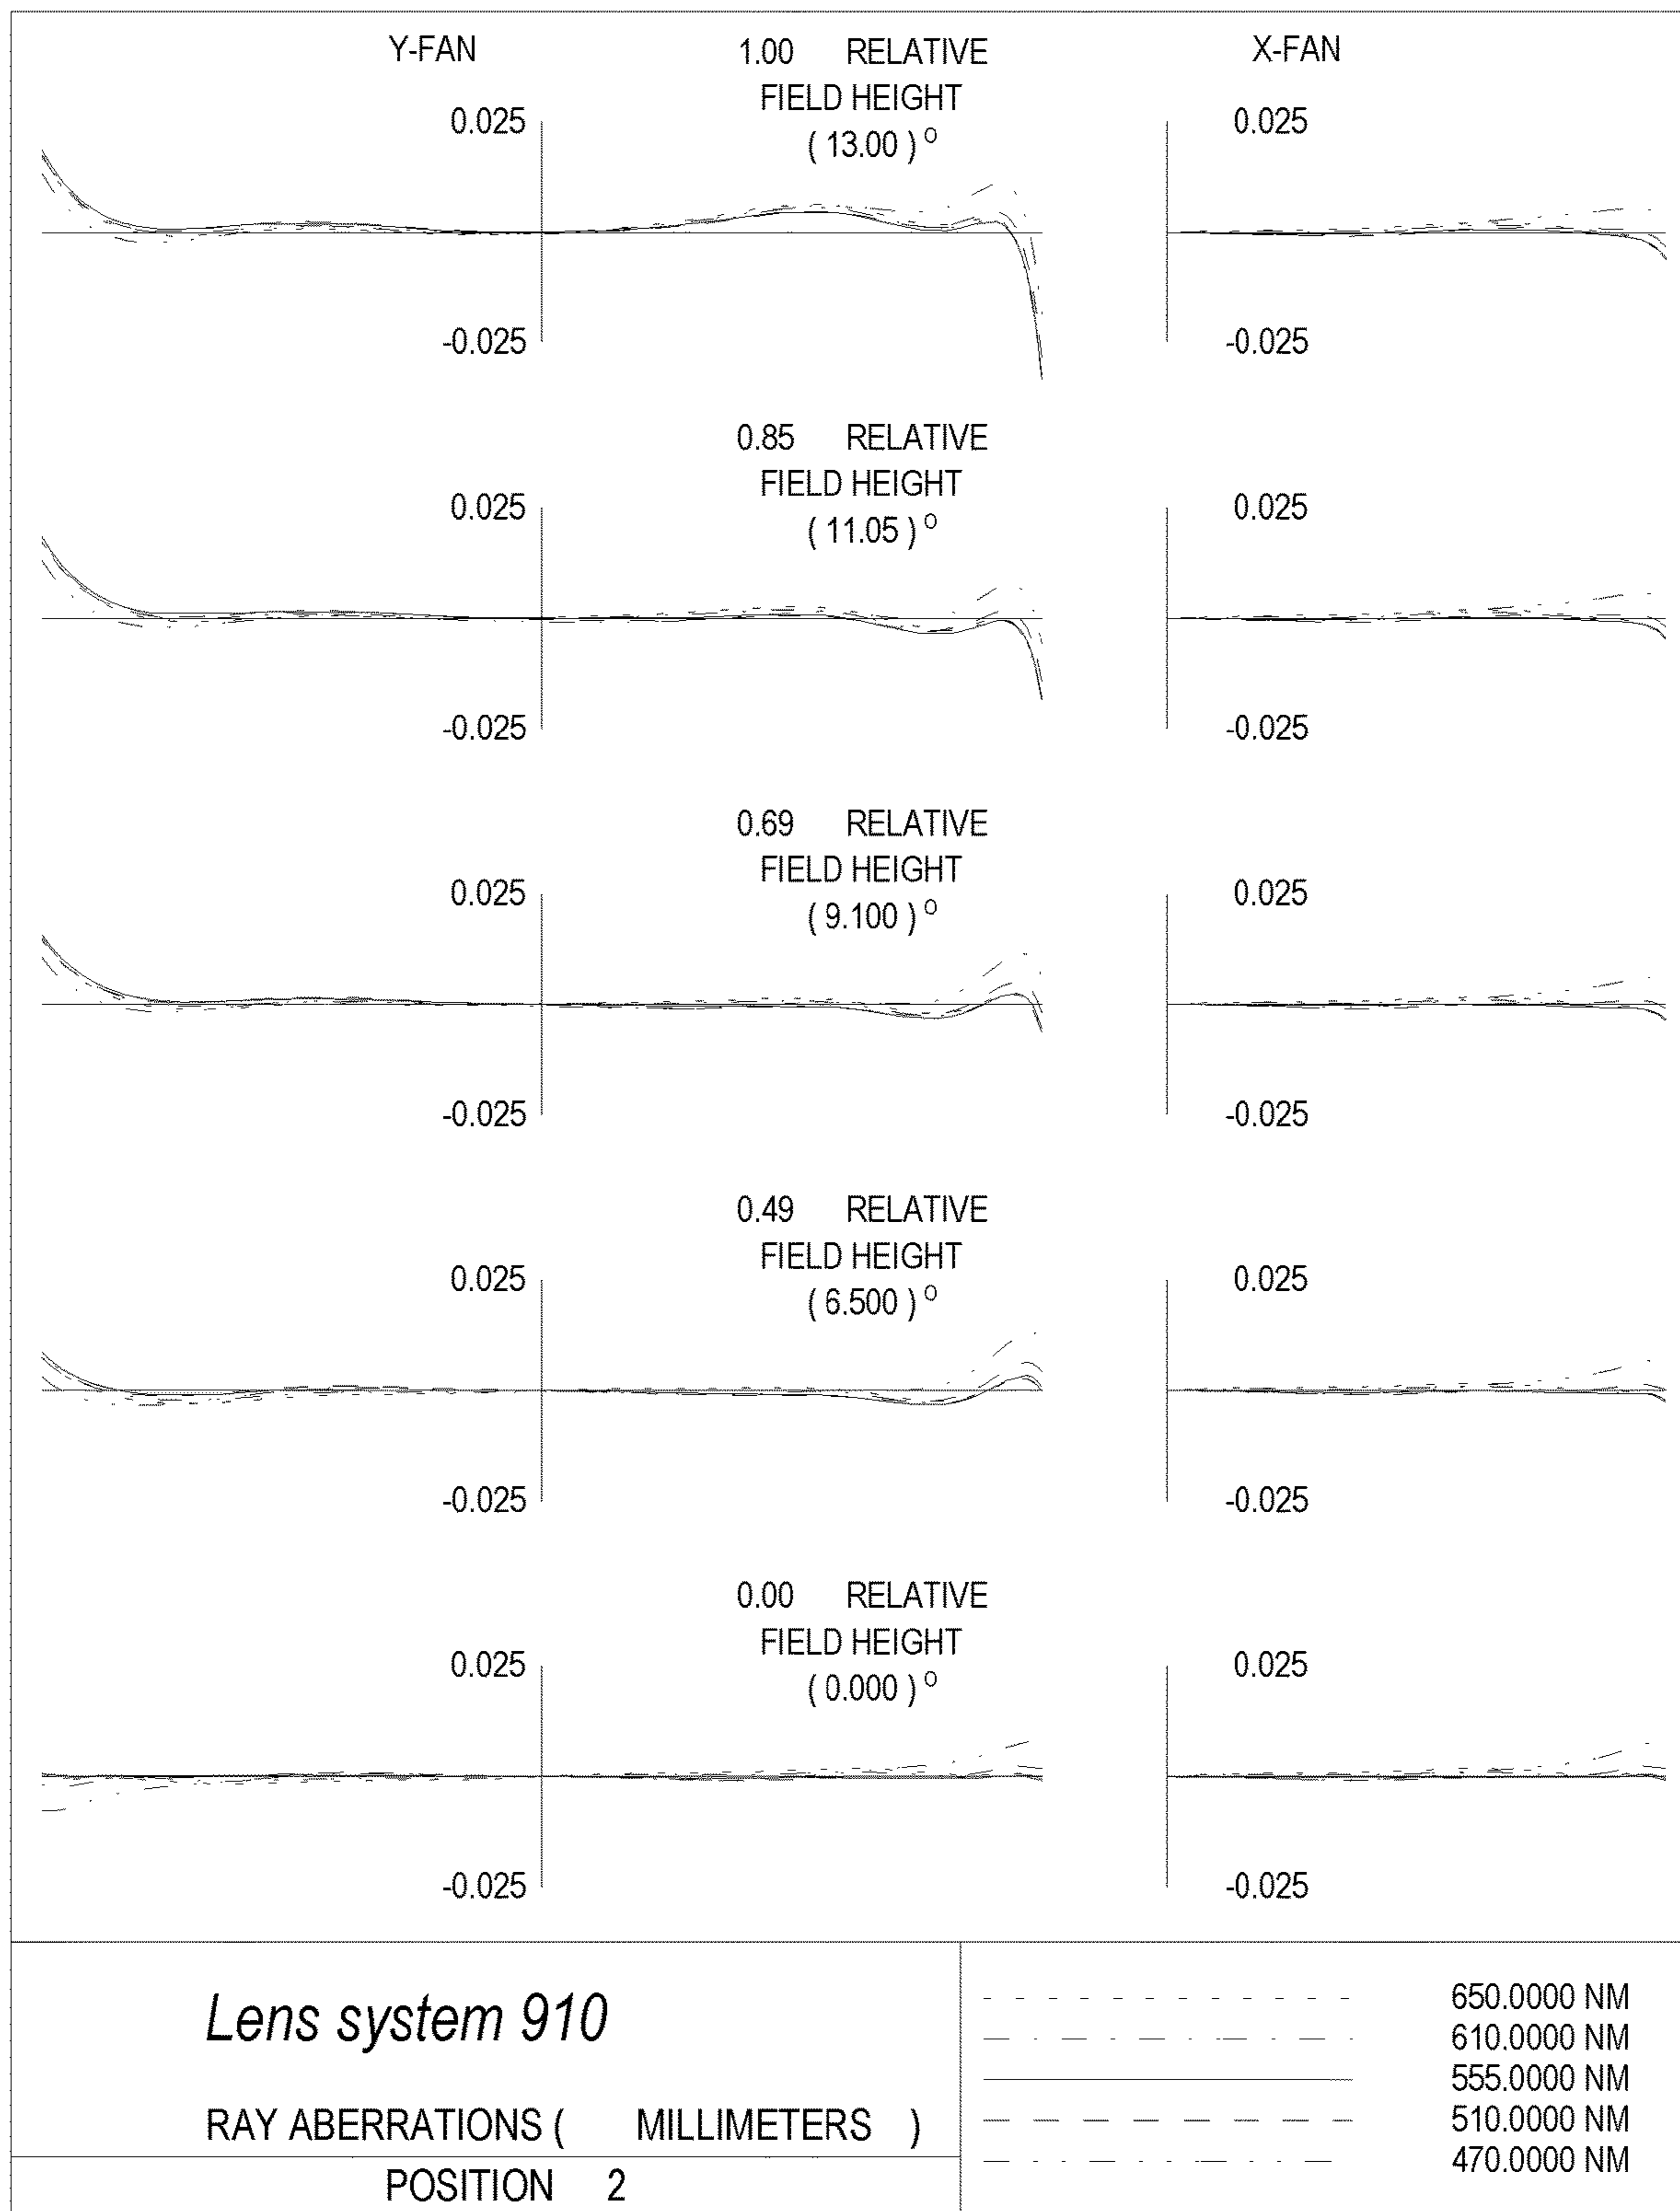 Y-FAN 1.00 RELATIVE X-FAN
FIELD HEIGHT
0.025 ( 13.00 ) O 0.025
-0.025 -0.025
0.85 RELATIVE
FIELD HEIGHT
0.025 ( 11.05 ) O 0.025
-0.025 -0.025
0.69 RELATIVE
FIELD HEIGHT
0.025 ( 9.100 ) O 0.025
-0.025 -0.025
0.49 RELATIVE
FIELD HEIGHT
0.025 ( 6.500 ) O 0.025
-0.025 -0.025
0.00 RELATIVE
FIELD HEIGHT
0.025 ( 0.000 ) O 0.025
-0.025 -0.025
Lens system 910
RAY ABERRATIONS ( MILLIMETERS )
POSITION 2
650.0000 NM
610.0000 NM
555.0000 NM
510.0000 NM
470.0000 NM